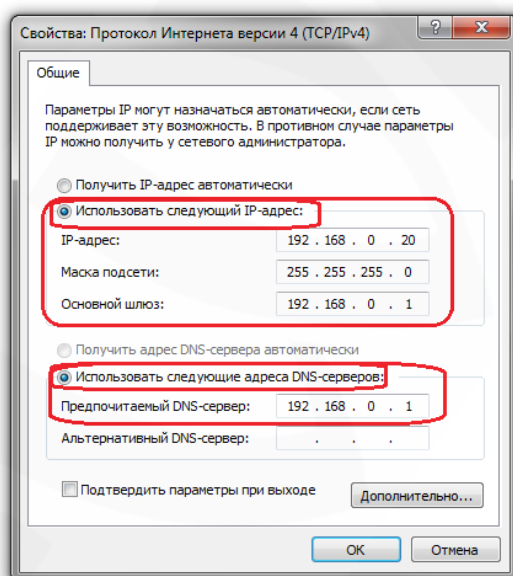 Свойства: Протокол Интернета версии 4 (TCP/IPv4)
Общие
Параметры IP могут назначаться автоматически, если сеть
поддерживает эту возможность. В противном случае параметры
IP можно получить у сетевого администратора.
Получить IP-адрес автоматически
Использовать следующий IP-адрес:
IP-адрес: 192 . 168 . 0 . 20
Маска подсети: 255 . 255 . 255 . 0
Основной шлюз: 192 . 168 . 0 . 1
Получить адрес DNS-сервера автоматически
Использовать следующие адреса DNS-серверов:
Предпочитаемый DNS-сервер: 192 . 168 . 0 . 1
Альтернативный DNS-сервер: . . .
Подтвердить параметры при выходе
Дополнительно...
ОК Отмена